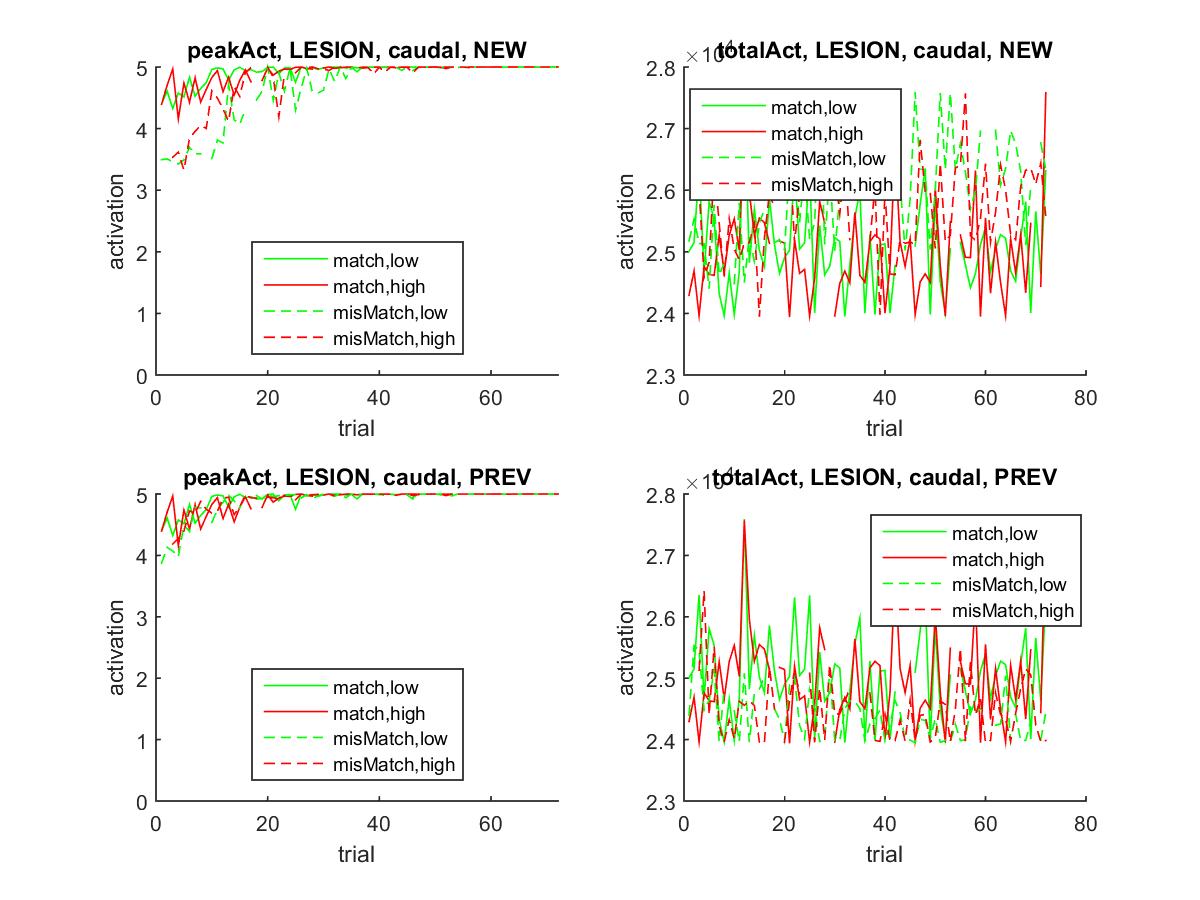 peakAct, LESION, caudal, NEW
5
4
3
2
1
0
activation
match,low
match,high
misMatch,low
misMatch,high
0 20 40 60
trial
×10⁴
totalAct, LESION, caudal, NEW
2.8
2.7
2.6
2.5
2.4
2.3
activation
match,low
match,high
misMatch,low
misMatch,high
0 20 40 60 80
trial
peakAct, LESION, caudal, PREV
5
4
3
2
1
0
activation
match,low
match,high
misMatch,low
misMatch,high
0 20 40 60
trial
×10⁴
totalAct, LESION, caudal, PREV
2.8
2.7
2.6
2.5
2.4
2.3
activation
match,low
match,high
misMatch,low
misMatch,high
0 20 40 60 80
trial